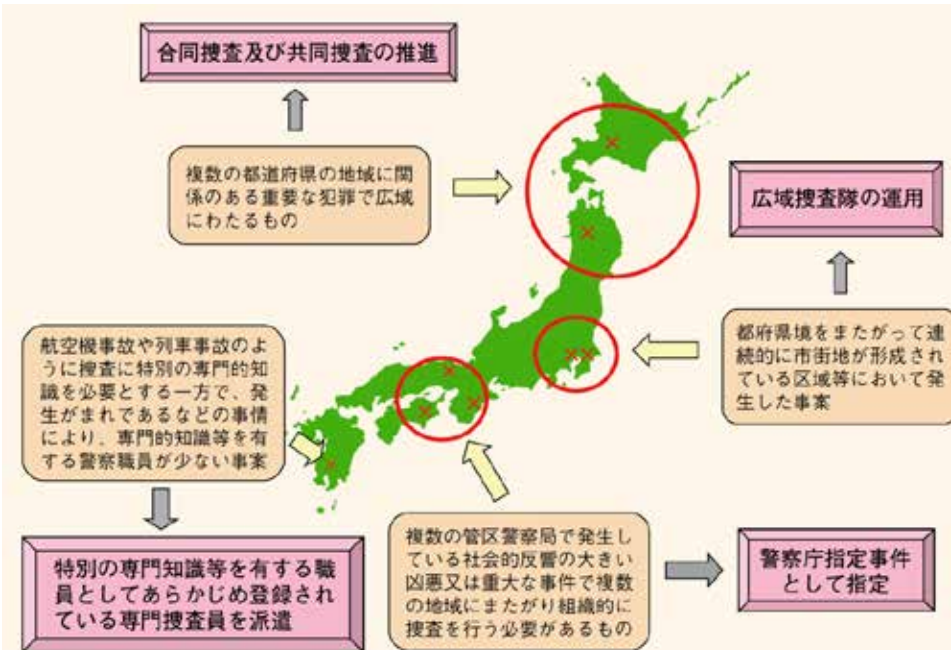 合同捜査及び共同捜査の推進
複数の都道府県の地域に関
係のある重要な犯罪で広域
にわたるもの
広域捜査隊の運用
都府県境をまたがって連
続的に市街地が形成され
ている区域等において発
生した事案
航空機事故や列車事故のよ
うに捜査に特別の専門的知
識を必要とする一方で、発
生がまれであるなどの事情
により、専門的知識等を有
する警察職員が少ない事案
特別の専門知識等を有する職
員としてあらかじめ登録され
ている専門捜査員を派遣
複数の管区警察局で発生し
ている社会的反響の大きい
凶悪又は重大な事件で複数
の地域にまたがり組織的に
捜査を行う必要があるもの
警察庁指定事件
として指定